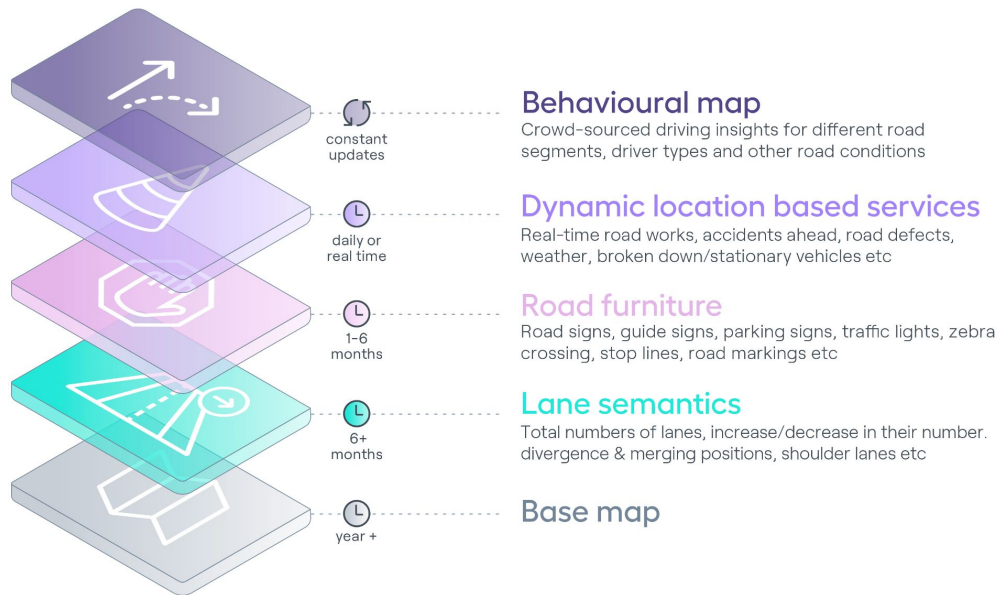 Behavioural map
Crowd-sourced driving insights for different road
segments, driver types and other road conditions
constant
updates
Dynamic location based services
Real-time road works, accidents ahead, road defects,
weather, broken down/stationary vehicles etc
daily or
real time
Road furniture
Road signs, guide signs, parking signs, traffic lights, zebra
crossing, stop lines, road markings etc
1-6
months
Lane semantics
Total numbers of lanes, increase/decrease in their number.
divergence & merging positions, shoulder lanes etc
6+
months
Base map
year +